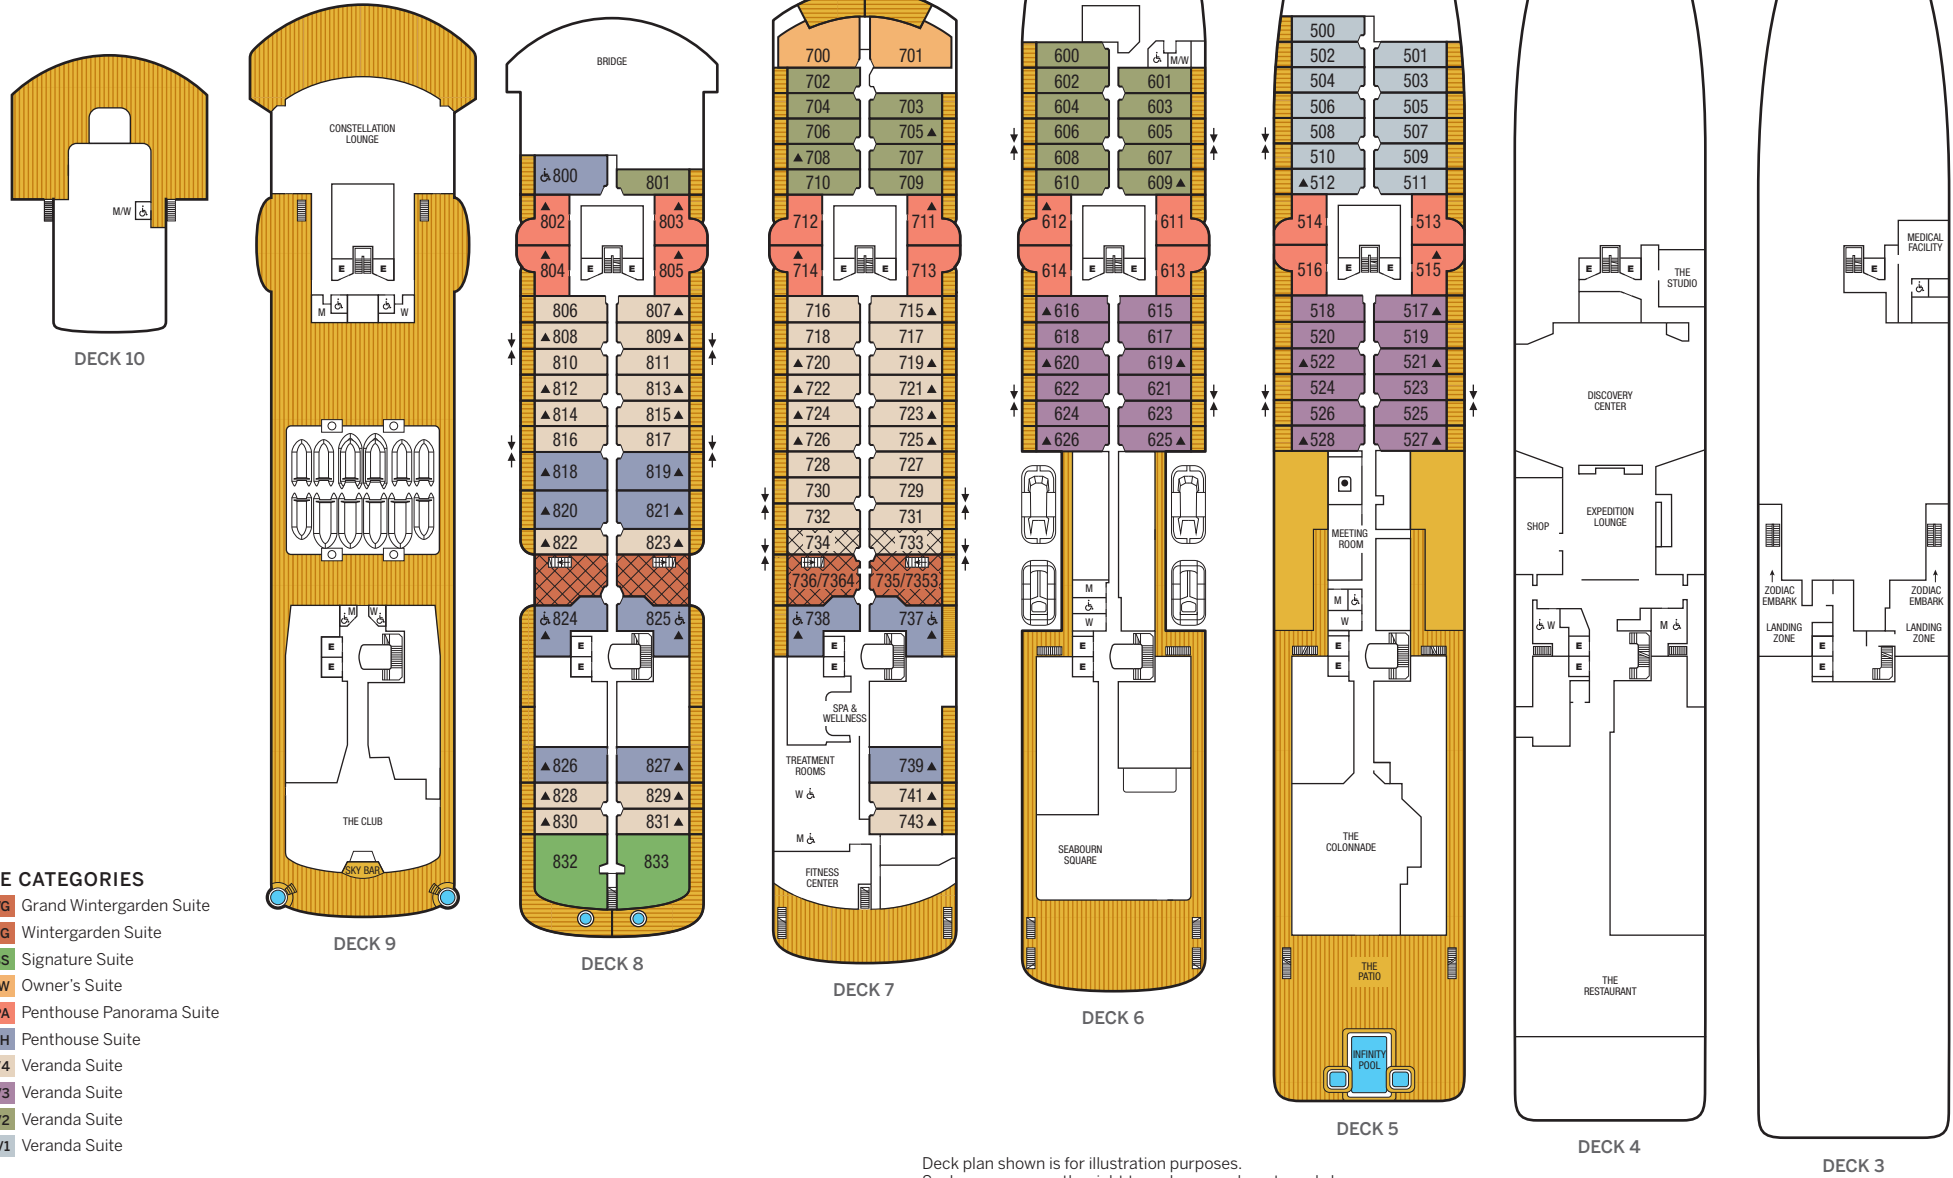 M/W
DECK 10
CONSTELLATION
LOUNGE
E E
M W
M W
E
E
THE CLUB
SKY BAR
DECK 9
BRIDGE
800
801
802 803
804 E E 805
806 807
808 809
810 811
812 813
814 815
816 817
818 819
820 821
822 823
824 825
E
E
826 827
828 829
830 831
832 833
DECK 8
700 701
702
704 703
706 705
708 707
710 709
712 711
714 E E 713
716 715
718 717
720 719
722 721
724 723
726 725
728 727
730 729
732 731
734 733
736/7364 735/7353
738 737
E
E
SPA &
WELLNESS
TREATMENT
ROOMS
739
W
741
743
M
FITNESS
CENTER
DECK 7
M/W
600
602 601
604 603
606 605
608 607
610 609
612 611
614 E E 613
616 615
618 617
620 619
622 621
624 623
626 625
M
W
E
E
SEABOURN
SQUARE
DECK 6
500
502 501
504 503
506 505
508 507
510 509
512 511
514 513
516 E E 515
518 517
520 519
522 521
524 523
526 525
528 527
MEETING
ROOM
M
W
E
E
THE
COLONNADE
THE
PATIO
INFINITY
POOL
DECK 5
E E
THE
STUDIO
DISCOVERY
CENTER
SHOP
EXPEDITION
LOUNGE
W M
E
E
THE
RESTAURANT
DECK 4
MEDICAL
FACILITY
E
ZODIAC
EMBARK
ZODIAC
EMBARK
LANDING
ZONE
LANDING
ZONE
E
E
DECK 3
E CATEGORIES
G Grand Wintergarden Suite
G Wintergarden Suite
S Signature Suite
W Owner's Suite
PA Penthouse Panorama Suite
H Penthouse Suite
4 Veranda Suite
3 Veranda Suite
2 Veranda Suite
1 Veranda Suite
Deck plan shown is for illustration purposes.